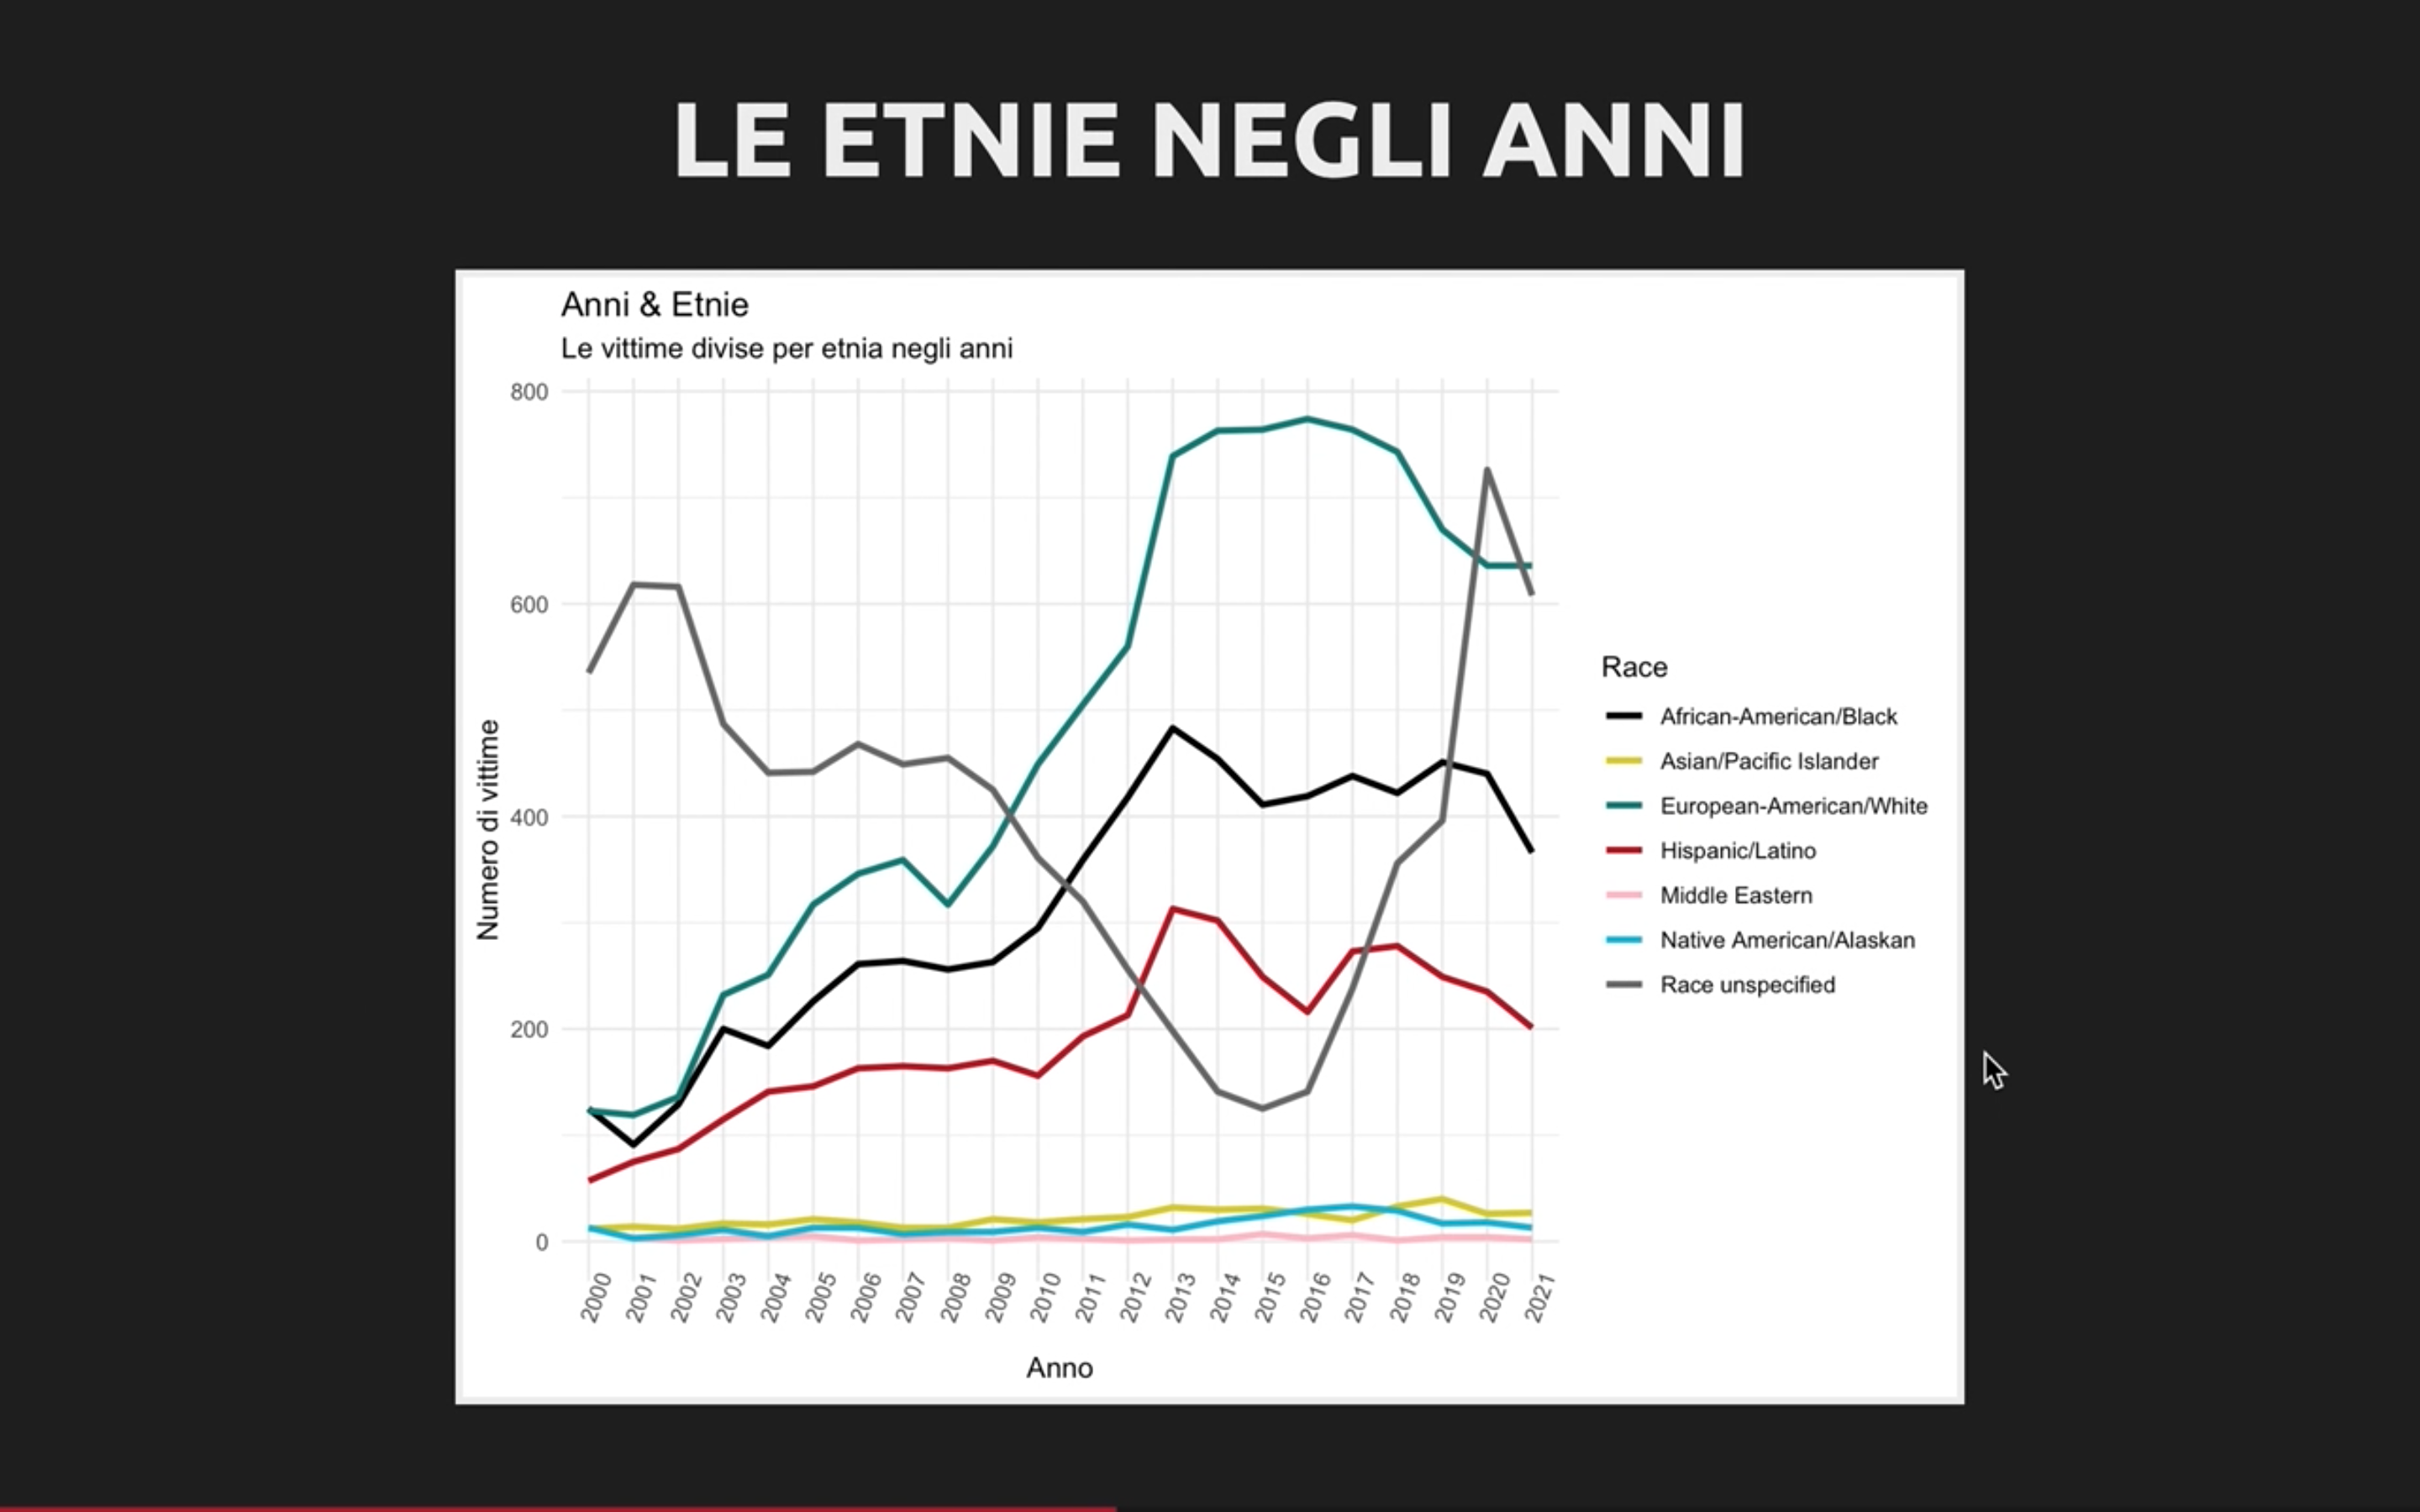 LE ETNIE NEGLI ANNI
Anni & Etnie
Le vittime divise per etnia negli anni
800
600
400
200
0
Numero di vittime
2000
2001
2002
2003
2004
2005
2006
2007
2008
2009
2010
2011
2012
2013
2014
2015
2016
2017
2018
2019
2020
2021
Anno
Race
African-American/Black
Asian/Pacific Islander
European-American/White
Hispanic/Latino
Middle Eastern
Native American/Alaskan
Race unspecified